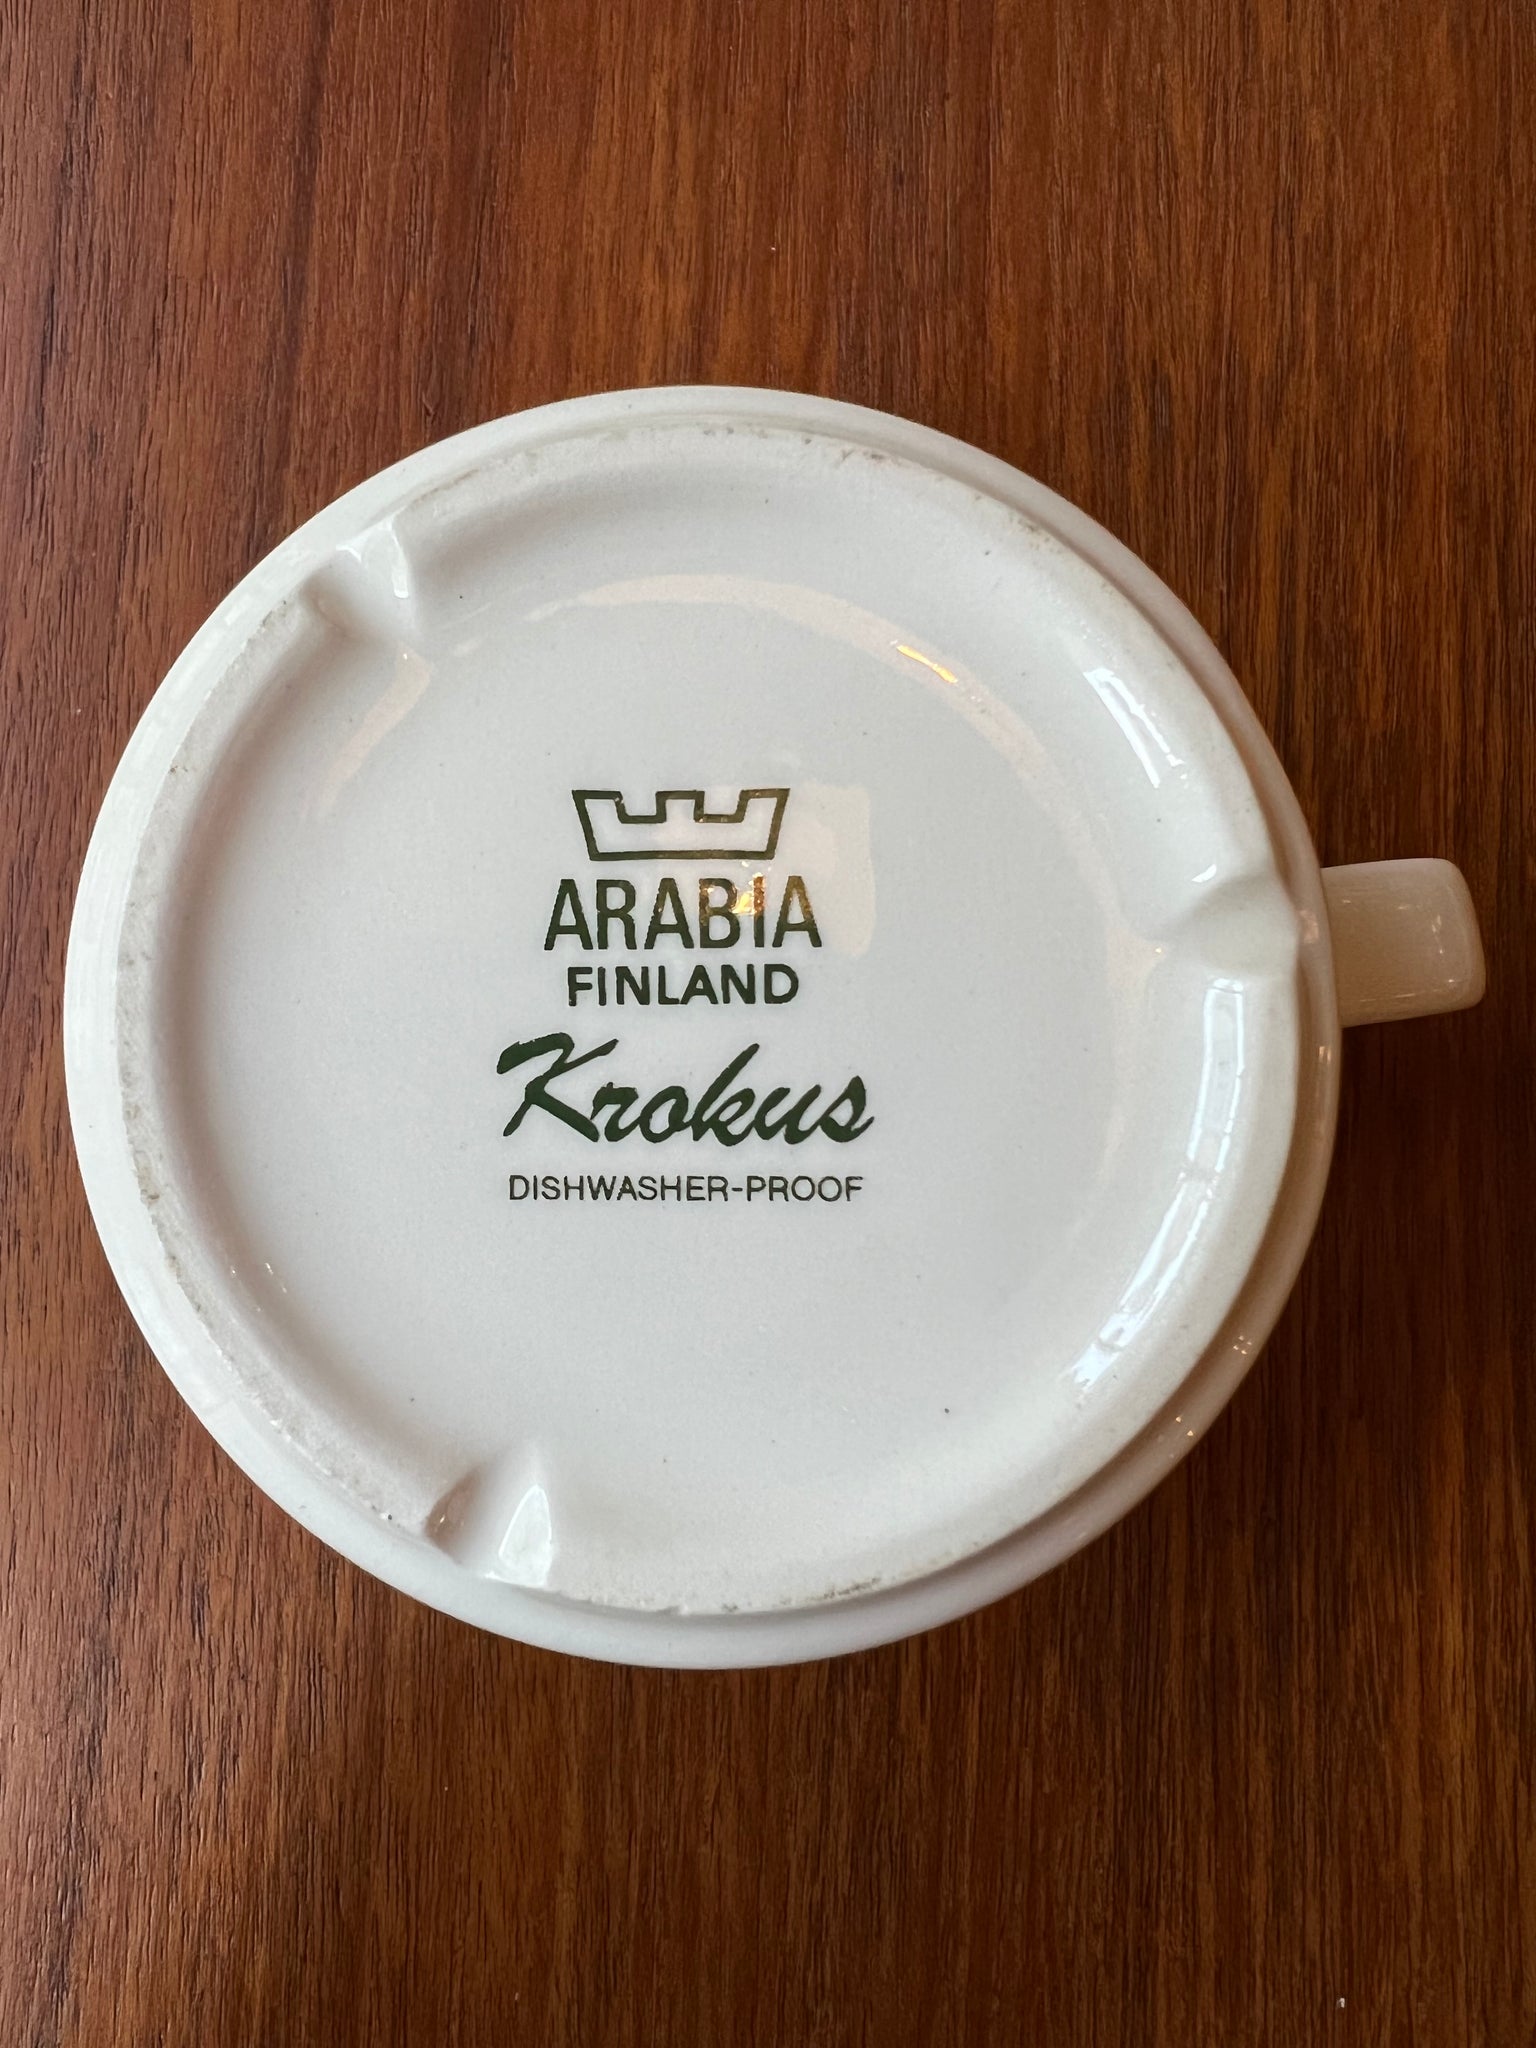 ARABIA
FINLAND
Krokus
DISHWASHER-PROOF